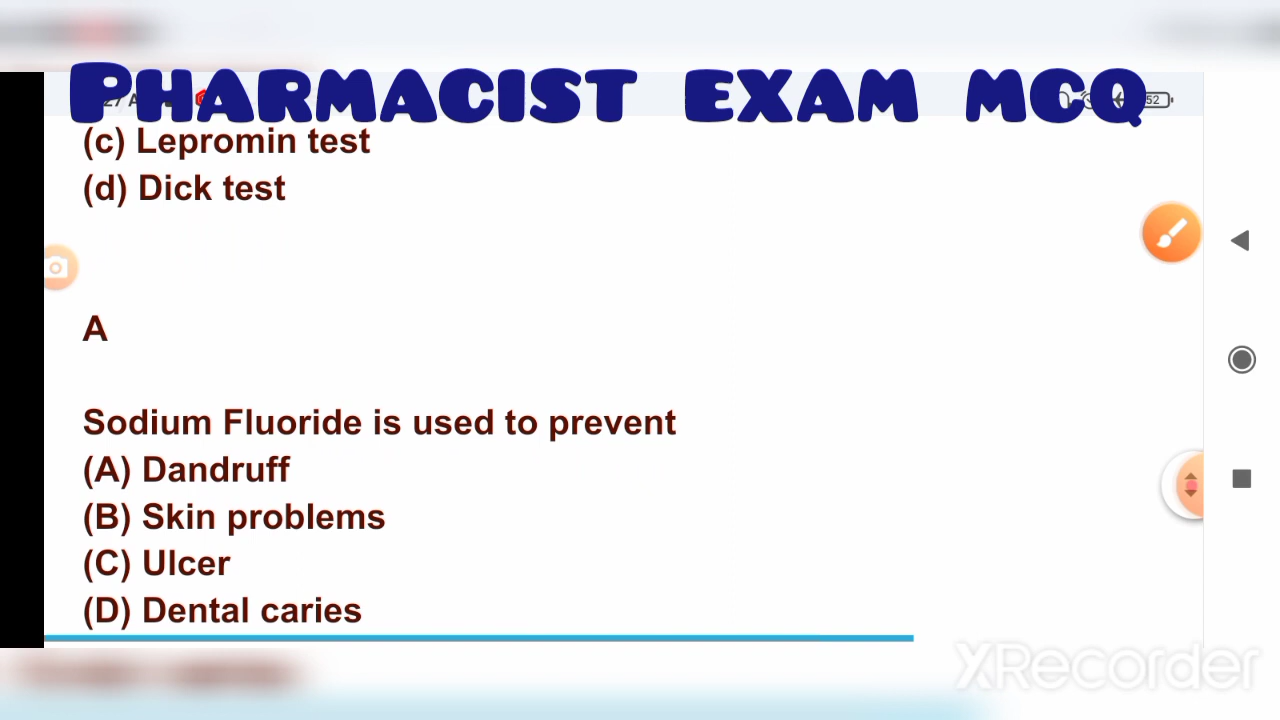 PHARMACIST EXAM MCQ
52
(c) Lepromin test
(d) Dick test
A
Sodium Fluoride is used to prevent
(A) Dandruff
(B) Skin problems
(C) Ulcer
(D) Dental caries
XRecorder